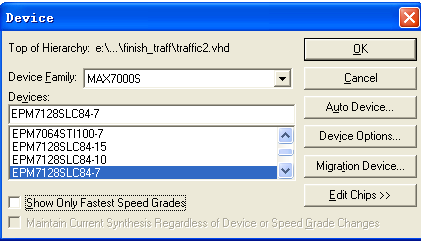 Device
Top of Hierarchy: e:\...\finish_traff\traffic2.vhd
OK
Device Family: MAX7000S
Cancel
Devices:
Auto Device...
EPM7128SLC84-7
EPM7064STI100-7
Device Options...
EPM7128SLC84-15
EPM7128SLC84-10
Migration Device...
EPM7128SLC84-7
Edit Chips >>
Show Only Fastest Speed Grades
Maintain Current Synthesis Regardless of Device or Speed Grade Changes